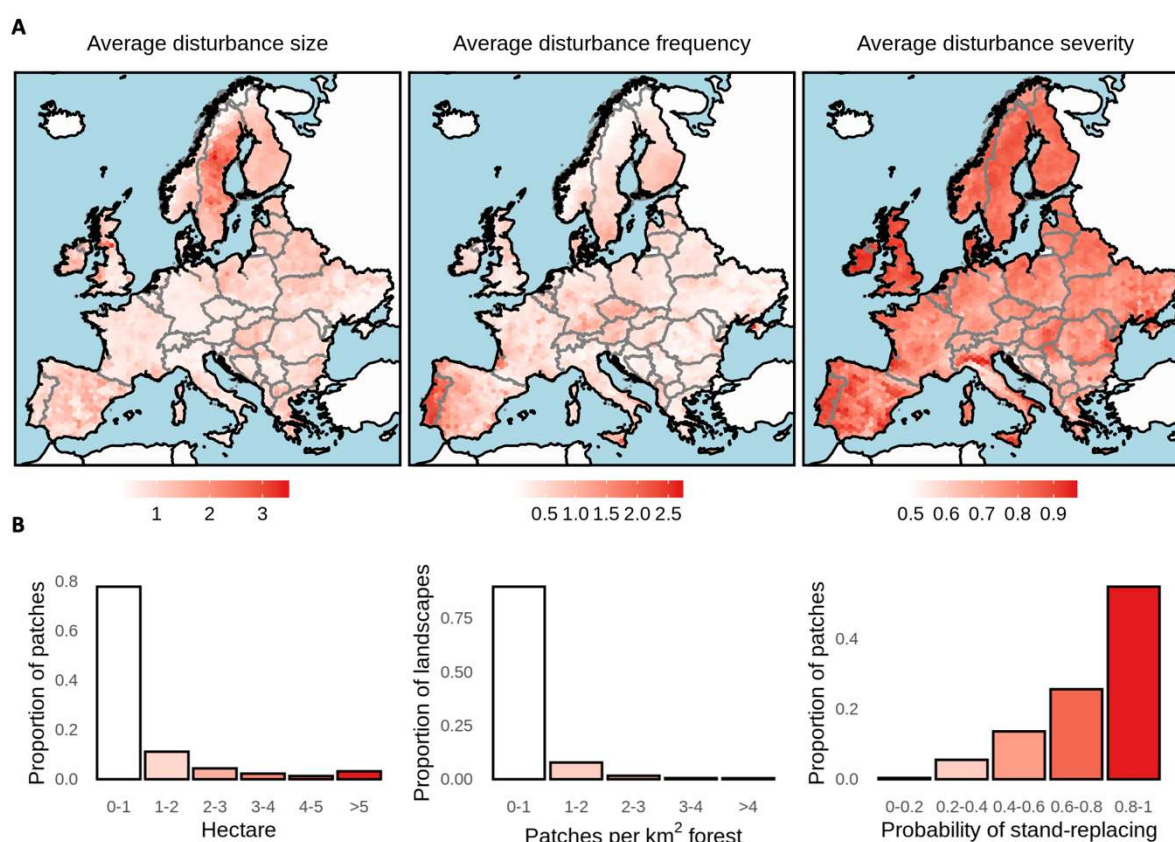 A
Average disturbance size
Average disturbance frequency
Average disturbance severity
1 2 3
0.5 1.0 1.5 2.0 2.5
0.5 0.6 0.7 0.8 0.9
B
Proportion of patches
0.8
0.6
0.4
0.2
0.0
0-1 1-2 2-3 3-4 4-5 >5
Hectare
Proportion of landscapes
0.75
0.50
0.25
0.00
0-1 1-2 2-3 3-4 >4
Patches per km² forest
Proportion of patches
0.4
0.2
0.0
0-0.2 0.2-0.4 0.4-0.6 0.6-0.8 0.8-1
Probability of stand-replacing